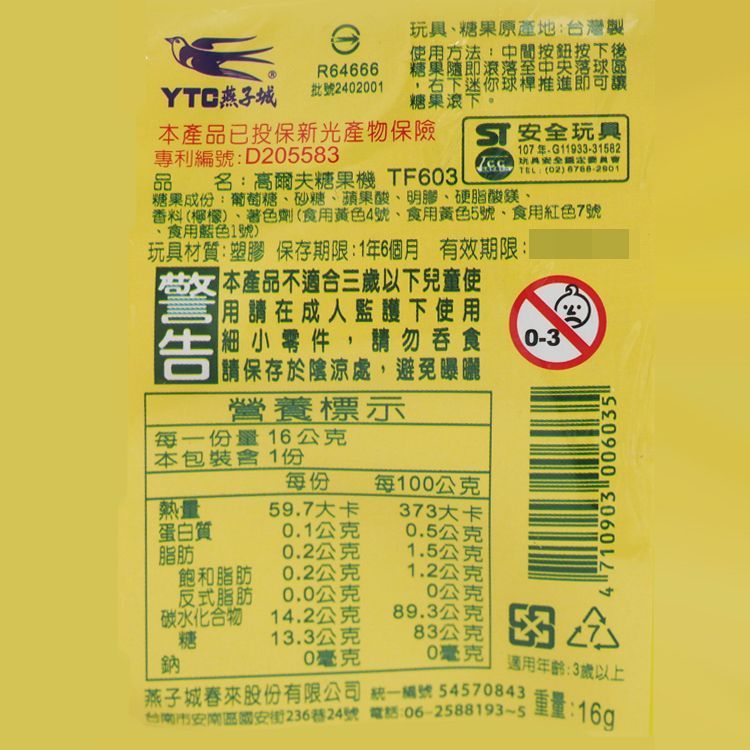 玩具、糖果原產地:台灣製
使用方法:中間按鈕按下後
糖果隨即滾落至中央落球區
,右下迷你球桿推進即可讓
糖果滾下。
R64666
批號2402001
YTC燕子城®
本產品已投保新光產物保險
專利編號:D205583
ST 安全玩具
107年-G11933-31582
玩具安全鑑定委員會
TEL:(02)8768-2901
品 名:高爾夫糖果機 TF603
糖果成份:葡萄糖、砂糖、蘋果酸、明膠、硬脂酸鎂、
香料(檸檬)、著色劑(食用黃色4號、食用黃色5號、食用紅色7號
、食用藍色1號)
玩具材質:塑膠 保存期限:1年6個月 有效期限:
警告
本產品不適合三歲以下兒童使
用請在成人監護下使用
細小零件,請勿吞食
請保存於陰涼處,避免曝曬
0-3
營養標示
每一份量 16公克
本包裝含 1份
每份 每100公克
熱量 59.7大卡 373大卡
蛋白質 0.1公克 0.5公克
脂肪 0.2公克 1.5公克
飽和脂肪 0.2公克 1.2公克
反式脂肪 0.0公克 0公克
碳水化合物 14.2公克 89.3公克
糖 13.3公克 83公克
鈉 0毫克 0毫克
4 710903 006035
7
適用年齡:3歲以上
燕子城春來股份有限公司 統一編號 54570843 重量:16g
台南市安南區國安街236巷24號 電話:06-2588193~5